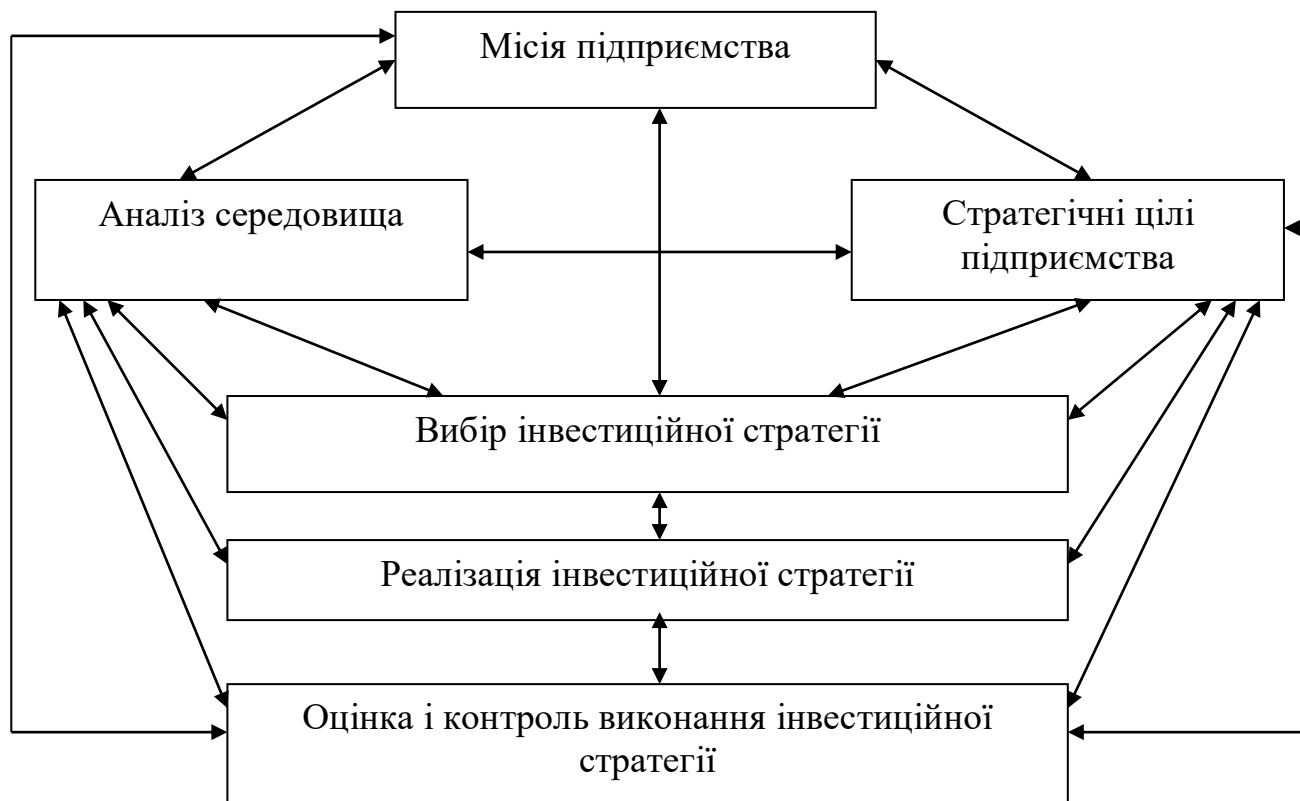 Місія підприємства
Аналіз середовища
Стратегічні цілі
підприємства
Вибір інвестиційної стратегії
Реалізація інвестиційної стратегії
Оцінка і контроль виконання інвестиційної
стратегії